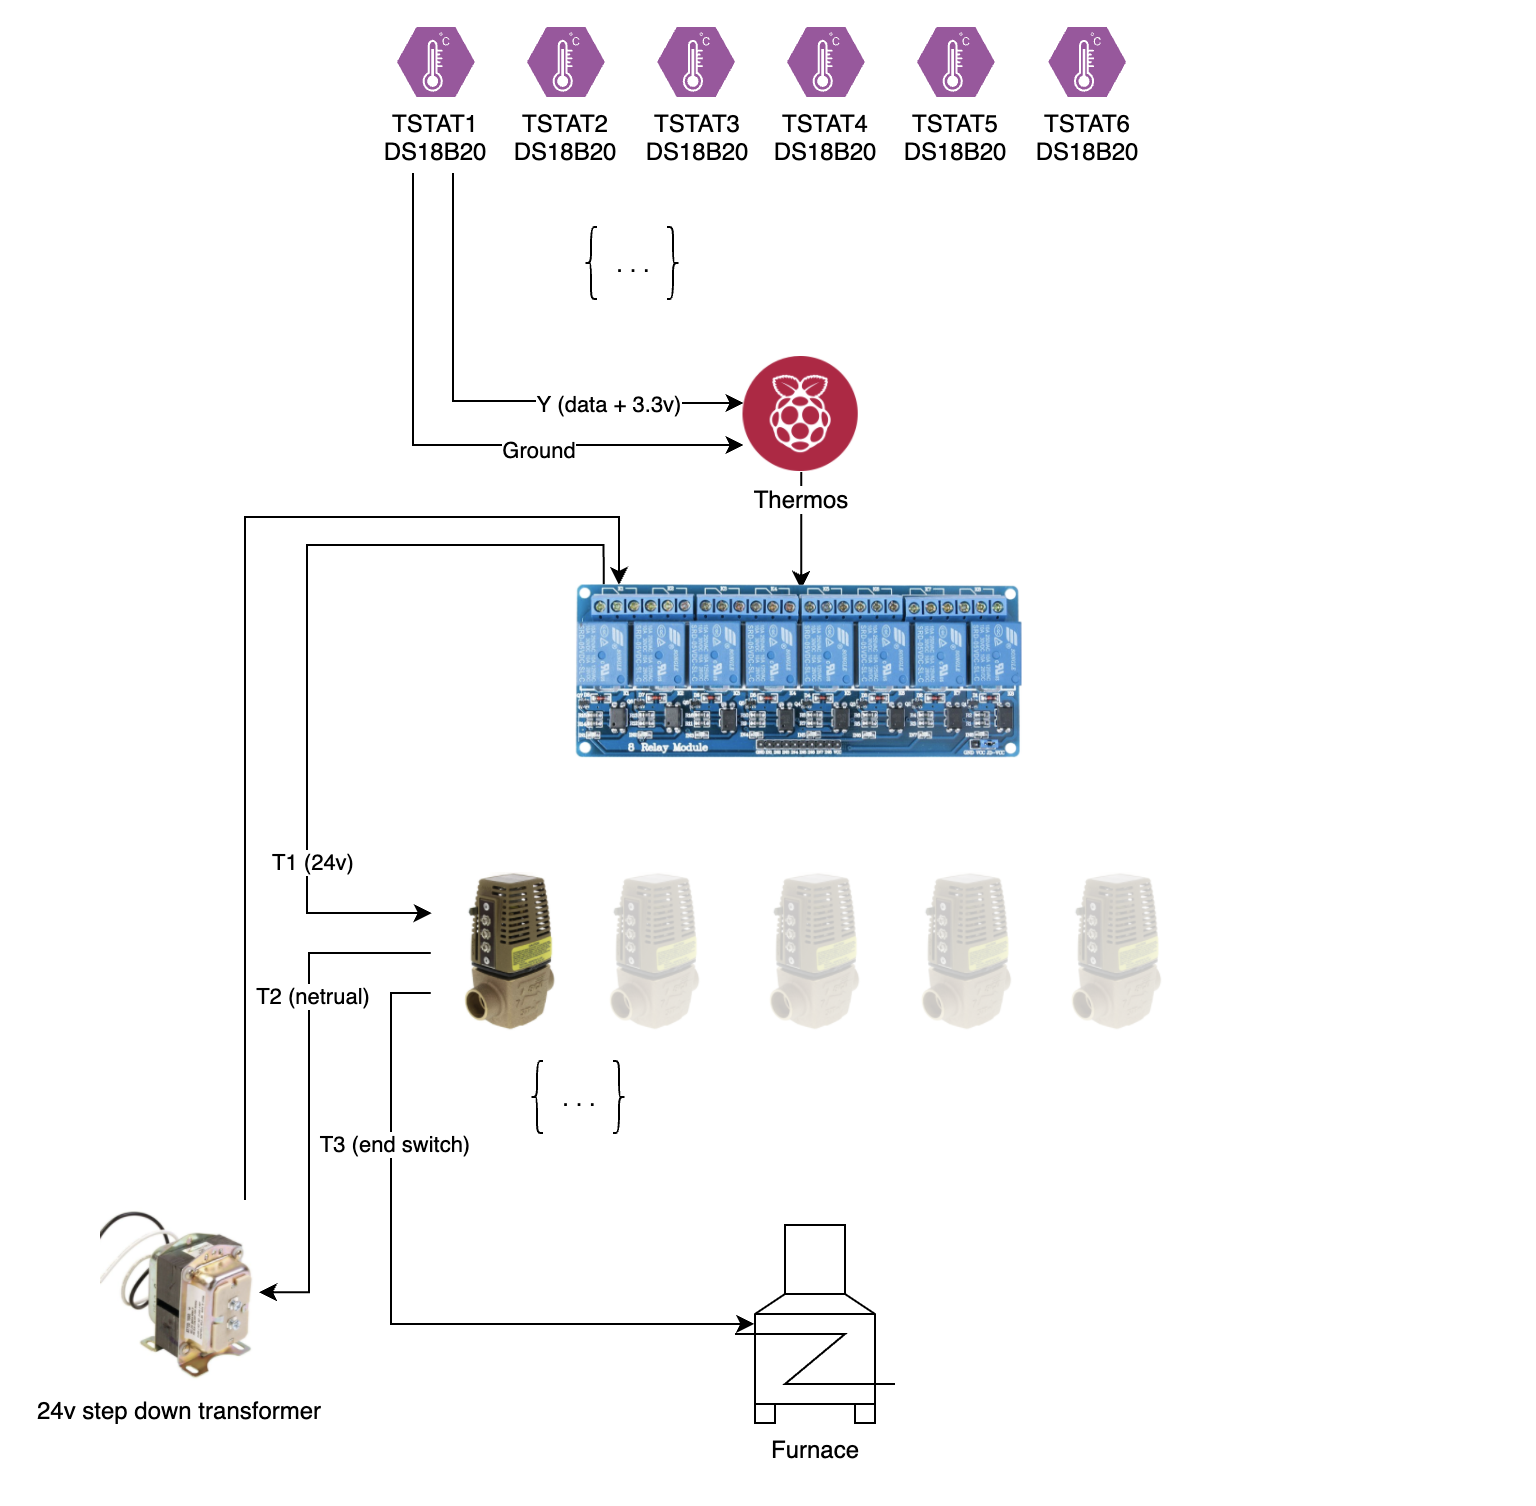 TSTAT1
DS18B20
TSTAT2
DS18B20
TSTAT3
DS18B20
TSTAT4
DS18B20
TSTAT5
DS18B20
TSTAT6
DS18B20
{ . . . }
Y (data + 3.3v)
Ground
Thermos
8 Relay Module
T1 (24v)
T2 (netrual)
{ . . . }
T3 (end switch)
24v step down transformer
Furnace